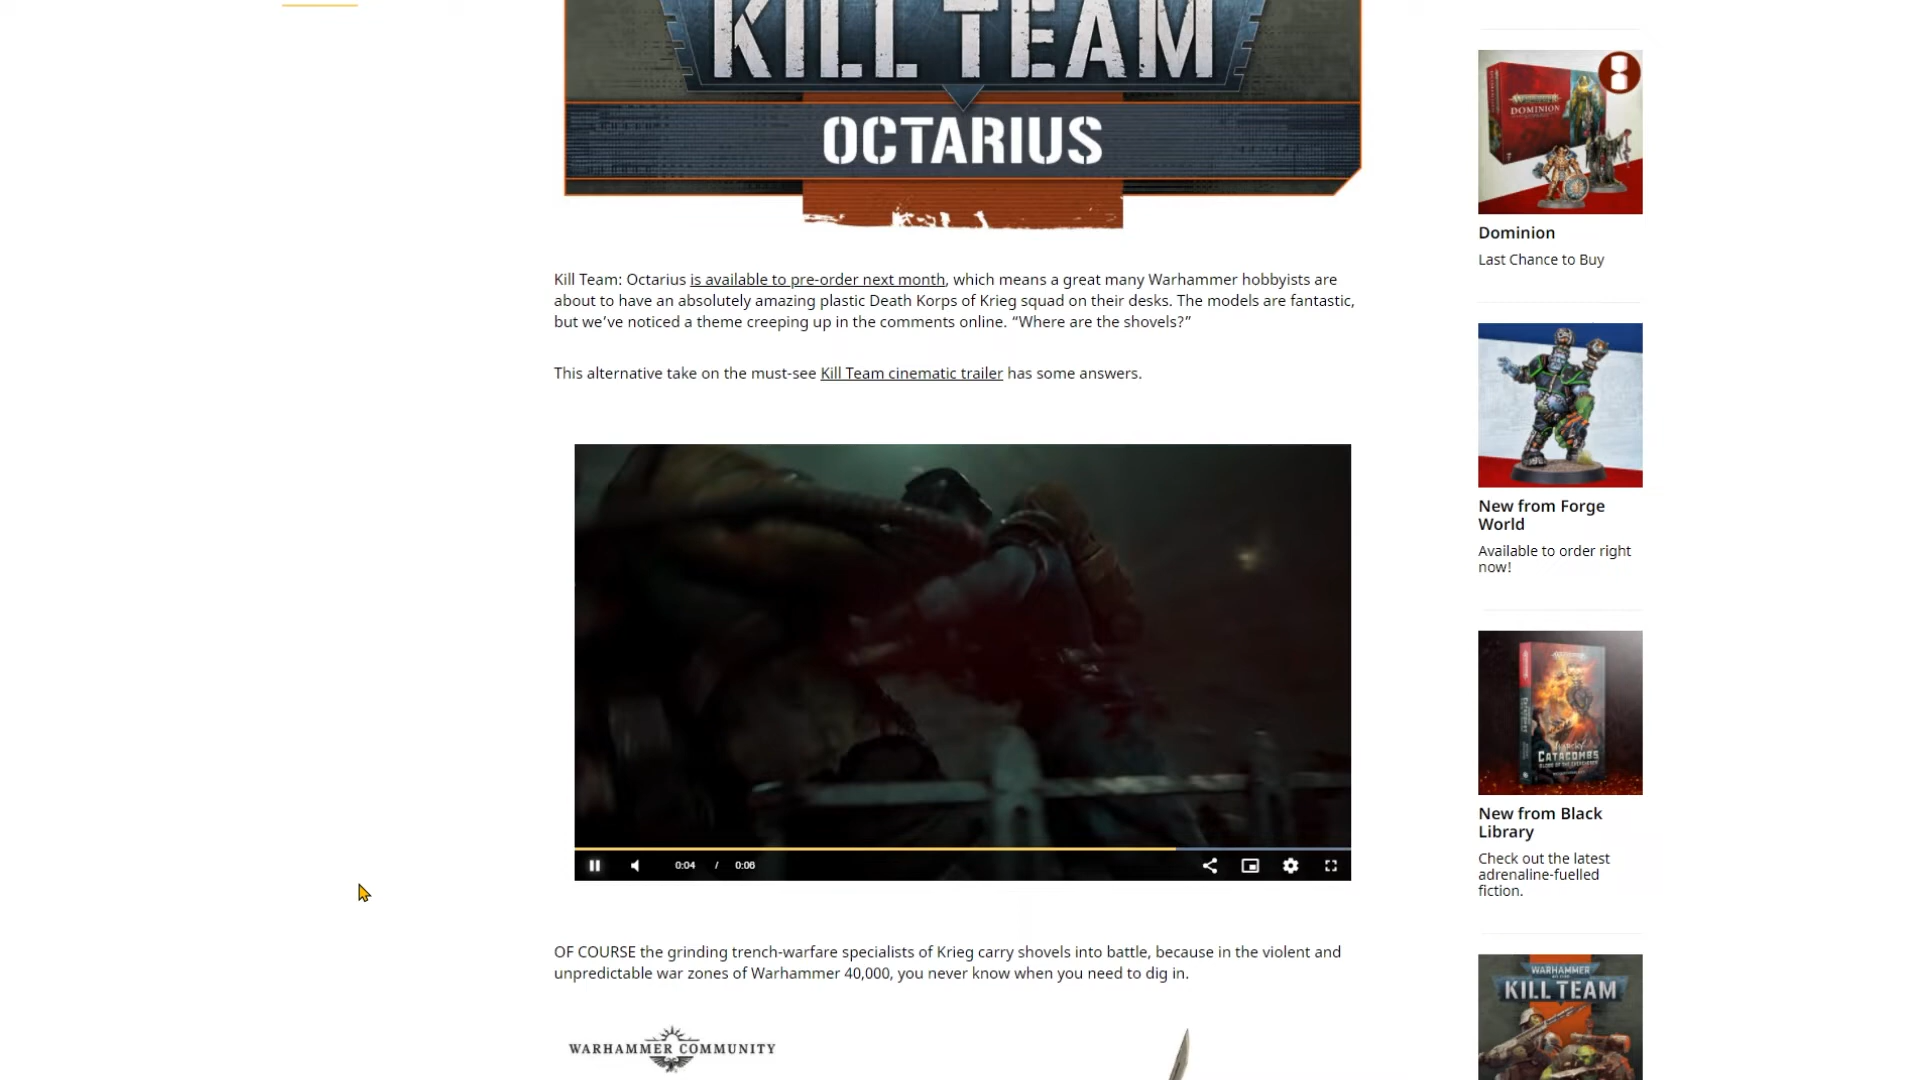 KILL TEAM
OCTARIUS
Kill Team: Octarius is available to pre-order next month, which means a great many Warhammer hobbyists are
about to have an absolutely amazing plastic Death Korps of Krieg squad on their desks. The models are fantastic,
but we’ve noticed a theme creeping up in the comments online. “Where are the shovels?”
This alternative take on the must-see Kill Team cinematic trailer has some answers.
0:04 / 0:06
OF COURSE the grinding trench-warfare specialists of Krieg carry shovels into battle, because in the violent and
unpredictable war zones of Warhammer 40,000, you never know when you need to dig in.
WARHAMMER COMMUNITY
DOMINION
Dominion
Last Chance to Buy
New from Forge
World
Available to order right
now!
CATACOMBS
New from Black
Library
Check out the latest
adrenaline-fuelled
fiction.
WARHAMMER
KILL TEAM